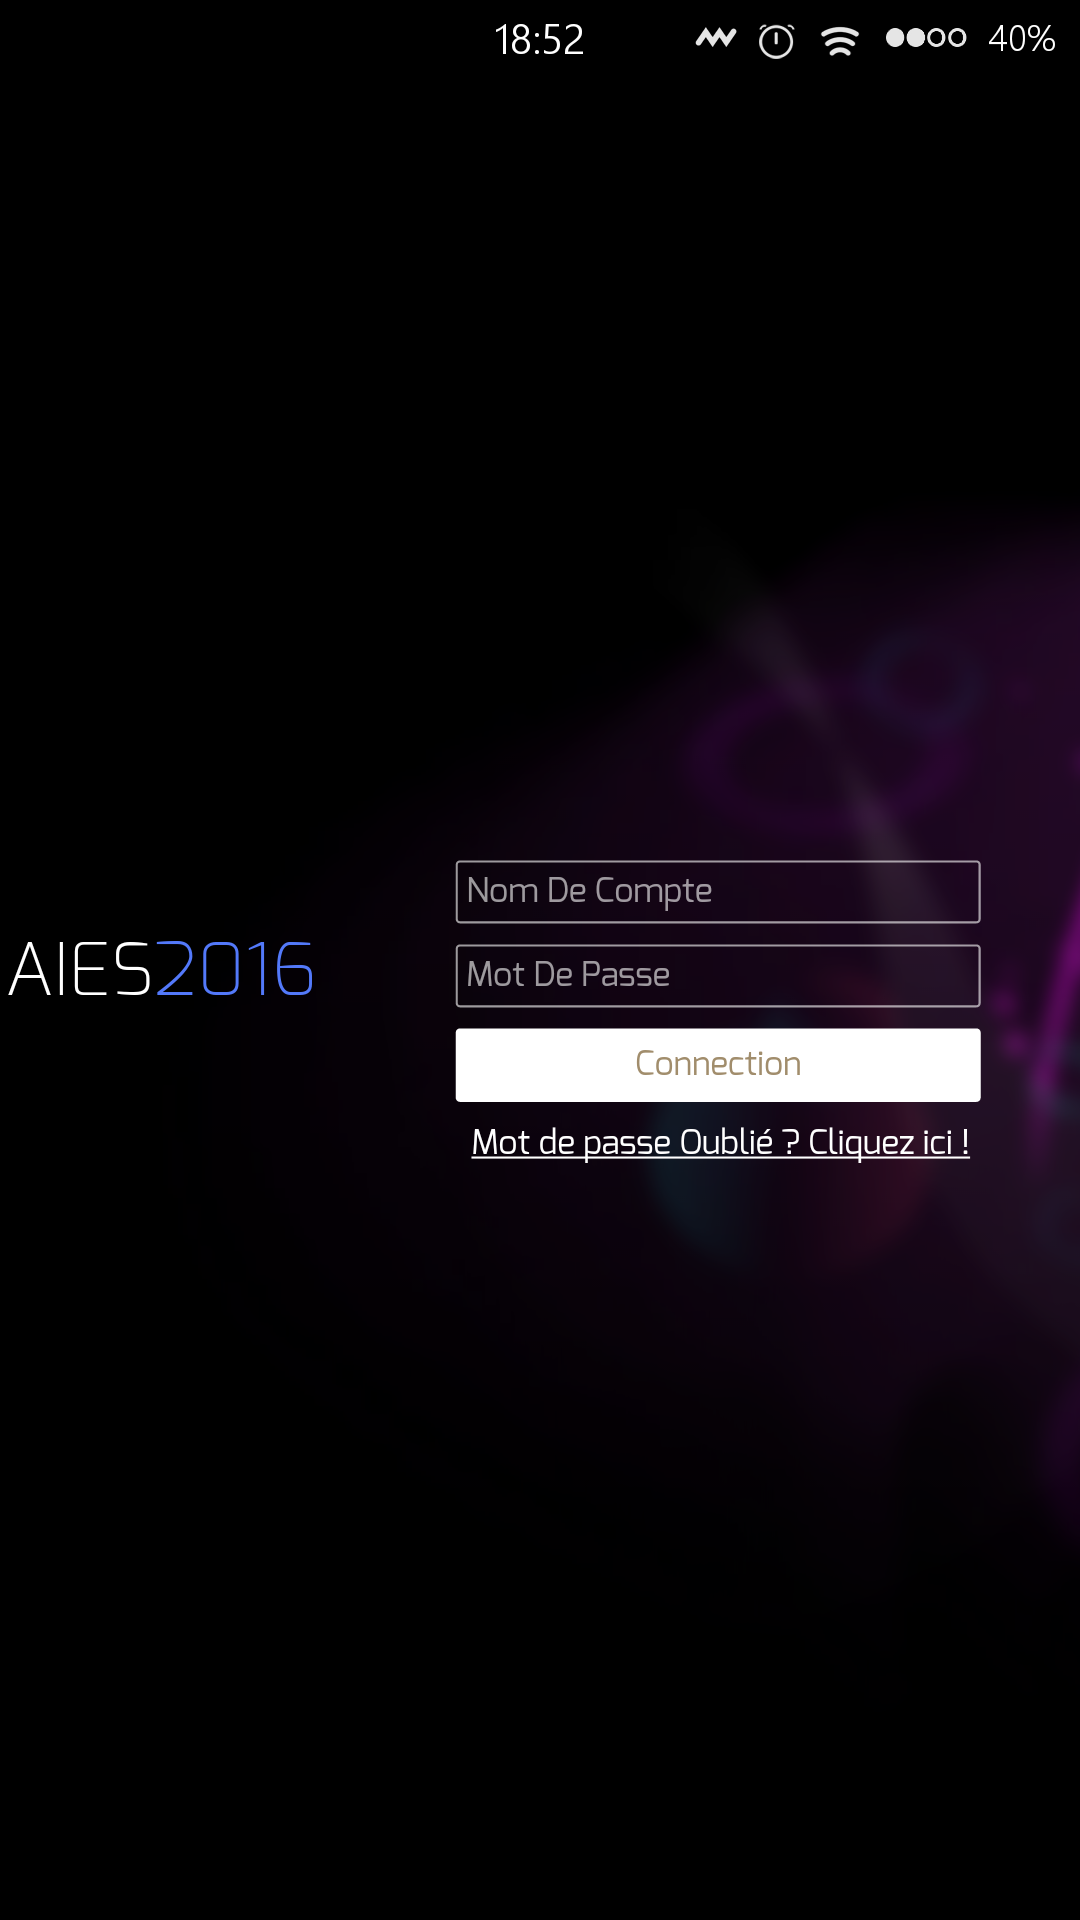 18:52 40%
Nom De Compte
AIES2016
Mot De Passe
Connection
Mot de passe Oublié ? Cliquez ici !